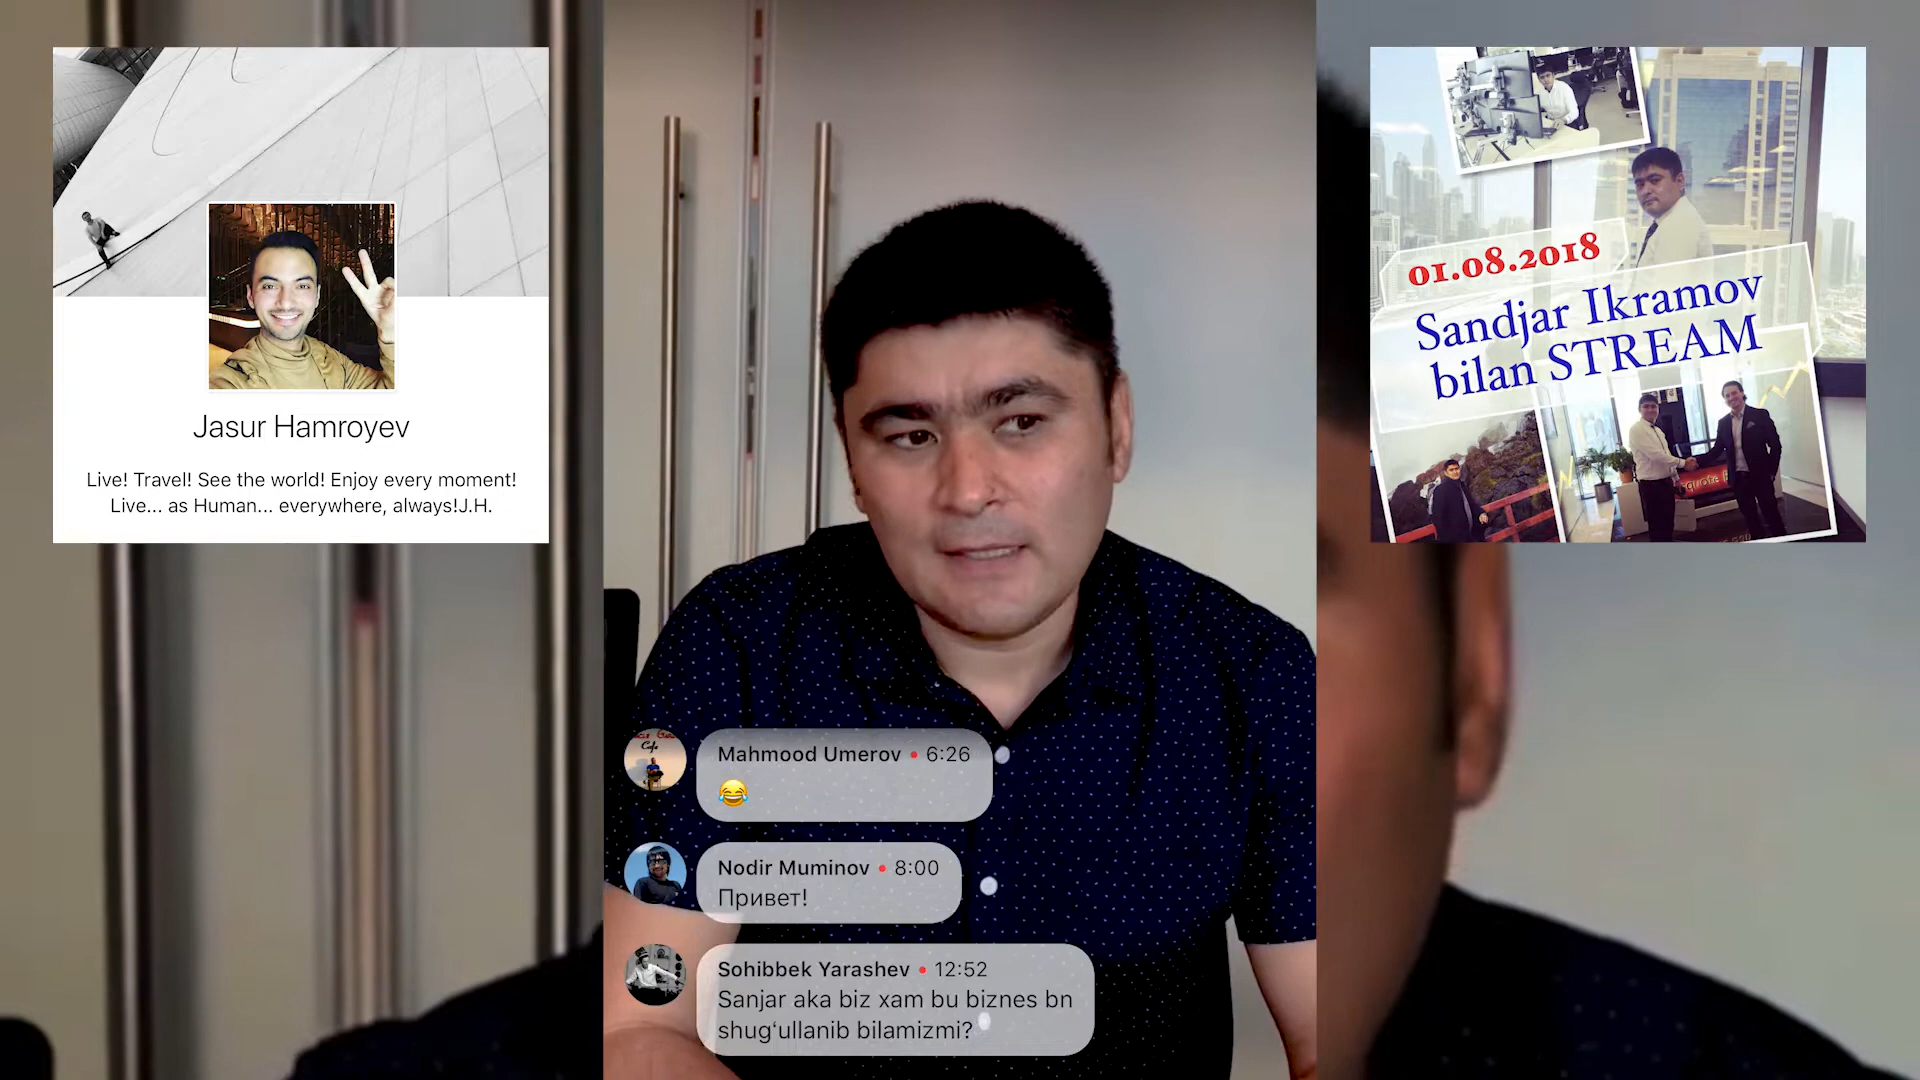 Jasur Hamroyev
Live! Travel! See the world! Enjoy every moment!
Live... as Human... everywhere, always!J.H.
01.08.2018
Sandjar Ikramov
bilan STREAM
Mahmood Umerov • 6:26
😂
Nodir Muminov • 8:00
Привет!
Sohibbek Yarashev • 12:52
Sanjar aka biz xam bu biznes bn
shug‘ullanib bilamizmi?